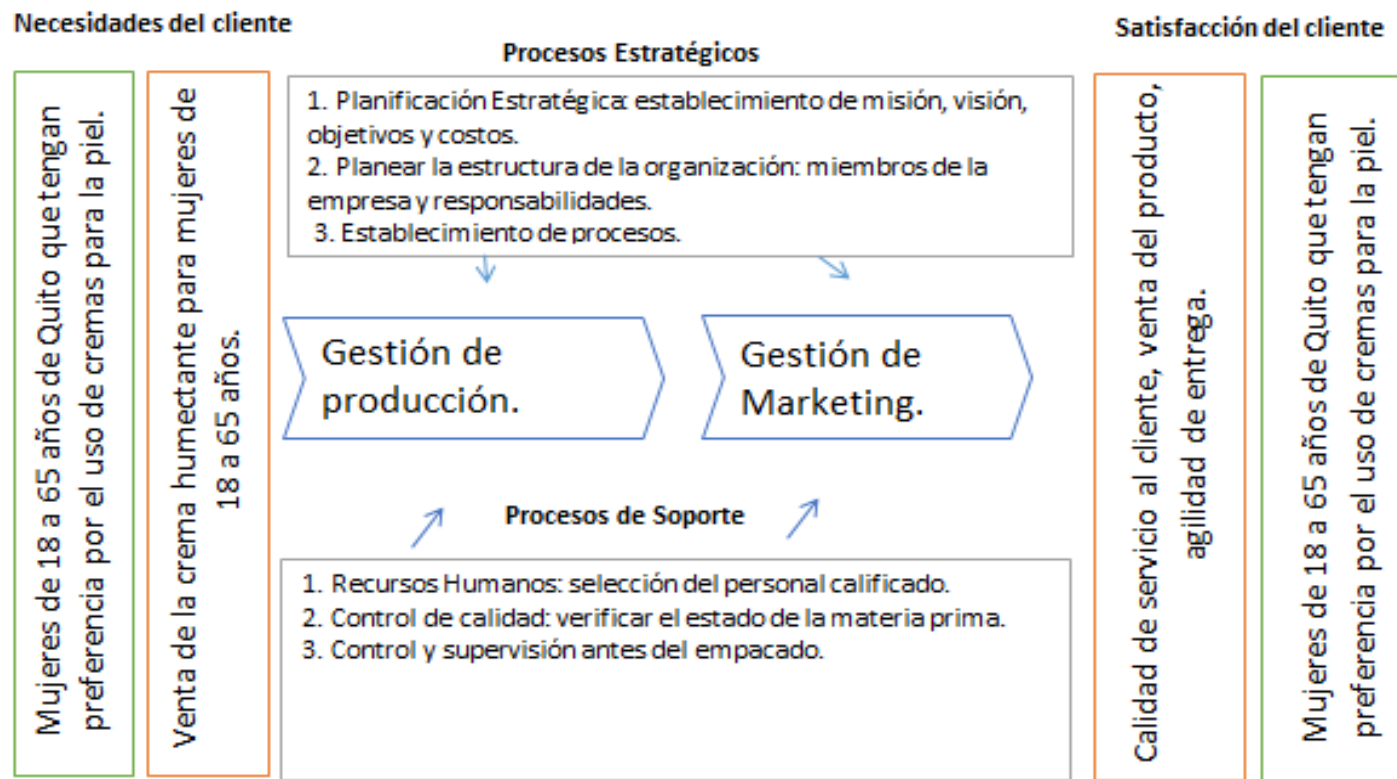 Necesidades del cliente
Satisfacción del cliente
Procesos Estratégicos
Mujeres de 18 a 65 años de Quito que tengan
preferencia por el uso de cremas para la piel.
Venta de la crema humectante para mujeres de
18 a 65 años.
1. Planificación Estratégica: establecimiento de misión, visión,
objetivos y costos.
2. Planear la estructura de la organización: miembros de la
empresa y responsabilidades.
3. Establecimiento de procesos.
Gestión de
producción.
Gestión de
Marketing.
Procesos de Soporte
1. Recursos Humanos: selección del personal calificado.
2. Control de calidad: verificar el estado de la materia prima.
3. Control y supervisión antes del empacado.
Calidad de servicio al cliente, venta del producto,
agilidad de entrega.
Mujeres de 18 a 65 años de Quito que tengan
preferencia por el uso de cremas para la piel.